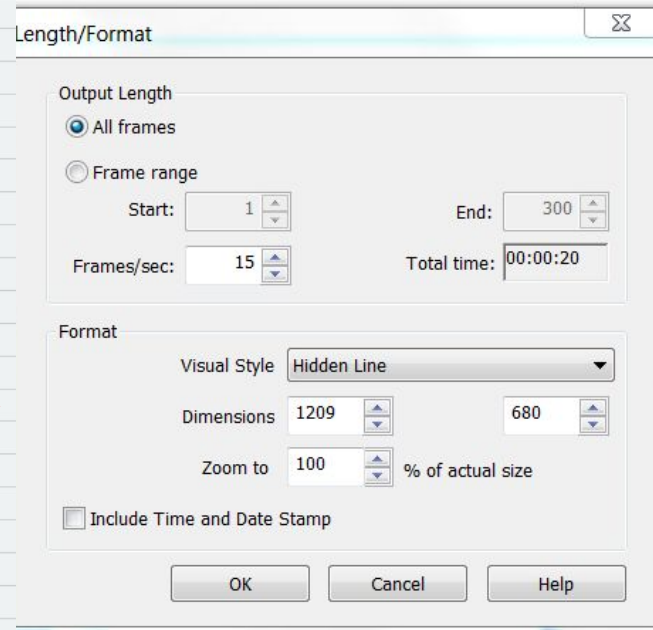 Length/Format
Output Length
All frames
Frame range
Start: 1 End: 300
Frames/sec: 15 Total time: 00:00:20
Format
Visual Style Hidden Line
Dimensions 1209 680
Zoom to 100 % of actual size
Include Time and Date Stamp
OK Cancel Help